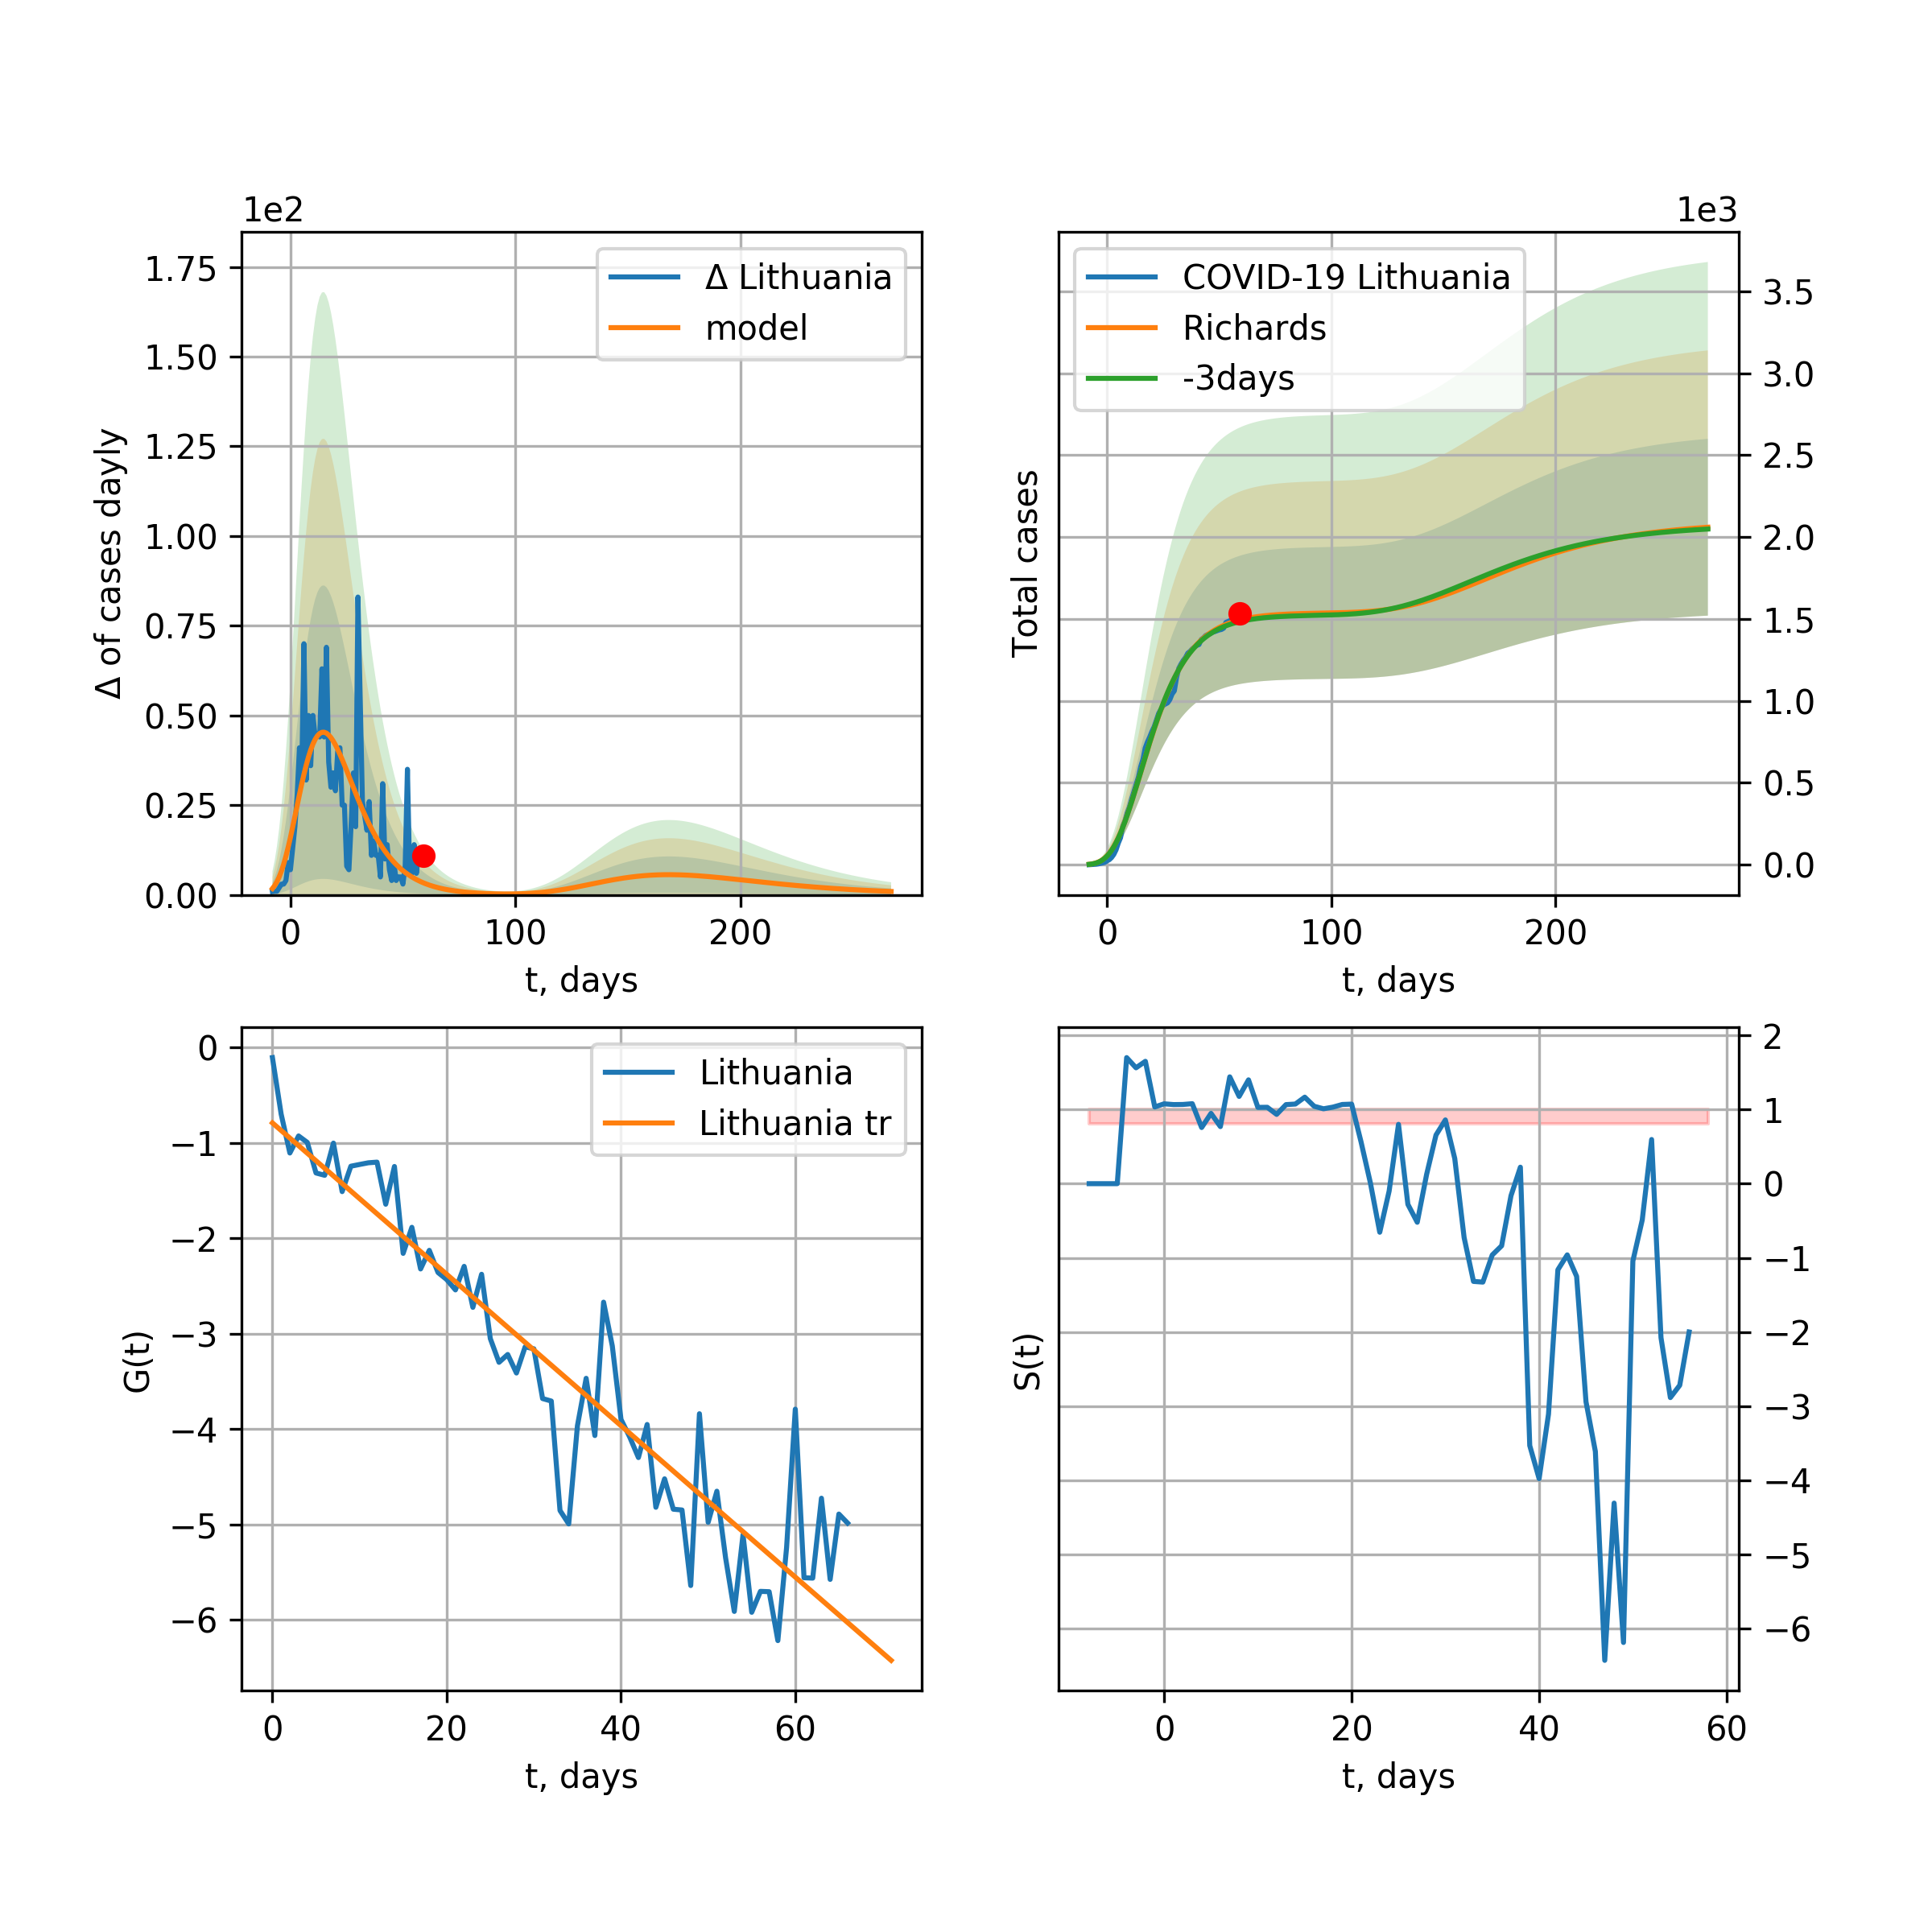 1e2
1.75
1.50
1.25
1.00
0.75
0.50
0.25
0.00
Δ of cases dayly
Δ Lithuania
model
0 100 200
t, days
1e3
COVID-19 Lithuania
Richards
-3days
3.5
3.0
2.5
2.0
1.5
1.0
0.5
0.0
Total cases
0 100 200
t, days
0
−1
−2
−3
−4
−5
−6
G(t)
Lithuania
Lithuania tr
0 20 40 60
t, days
2
1
0
−1
−2
−3
−4
−5
−6
S(t)
0 20 40 60
t, days